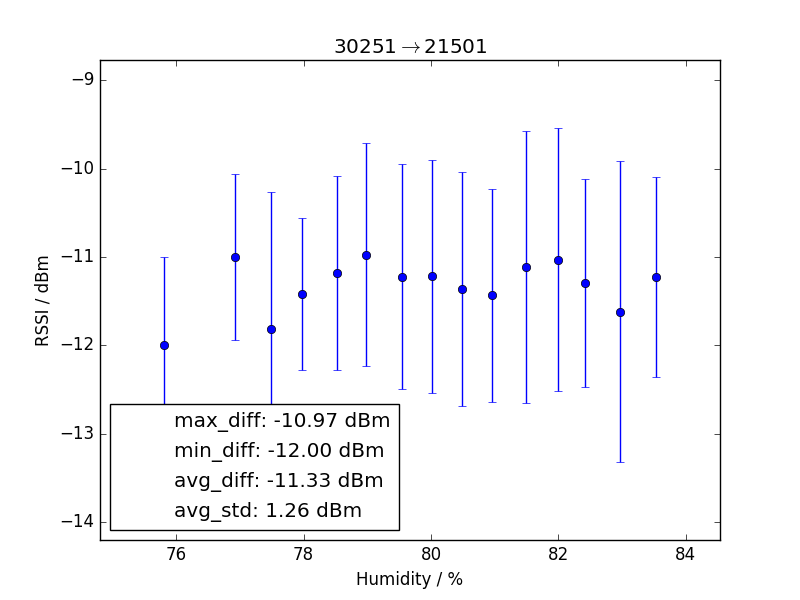 30251→21501
−9
−10
−11
−12
−13
−14
RSSI / dBm
max_diff: -10.97 dBm
min_diff: -12.00 dBm
avg_diff: -11.33 dBm
avg_std: 1.26 dBm
76 78 80 82 84
Humidity / %